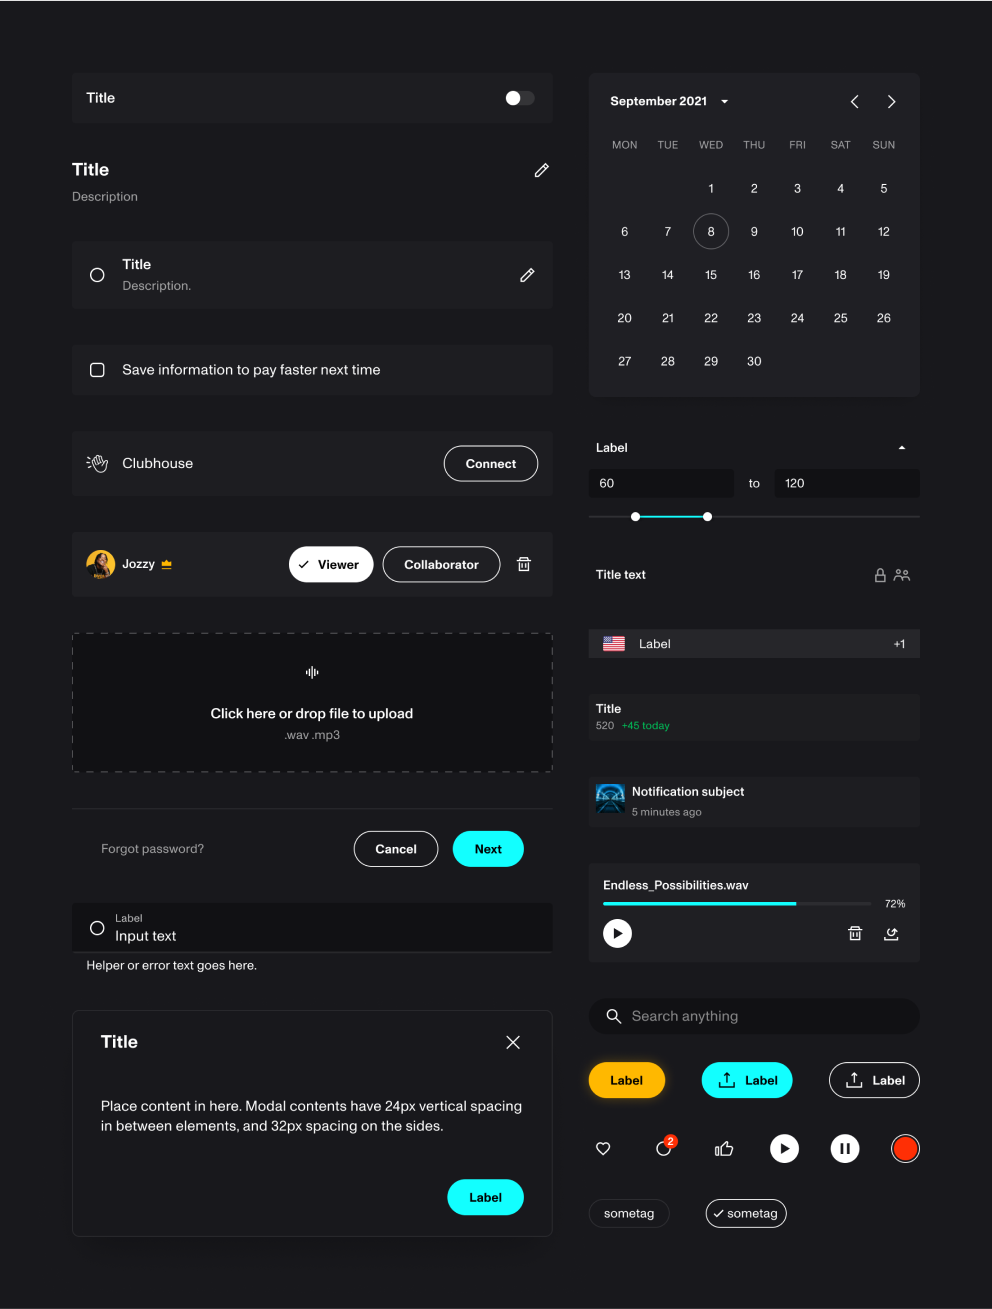 Title
Title
Description
Title
Description.
Save information to pay faster next time
Clubhouse
Connect
Jozzy
Viewer
Collaborator
Click here or drop file to upload
.wav .mp3
Forgot password?
Cancel
Next
Label
Input text
Helper or error text goes here.
Title
Place content in here. Modal contents have 24px vertical spacing
in between elements, and 32px spacing on the sides.
Label
September 2021
MON TUE WED THU FRI SAT SUN
1 2 3 4 5
6 7 8 9 10 11 12
13 14 15 16 17 18 19
20 21 22 23 24 25 26
27 28 29 30
Label
60 to 120
Title text
Label +1
Title
520 +45 today
Notification subject
5 minutes ago
Endless_Possibilities.wav
72%
Search anything
Label
Label
Label
2
sometag
sometag